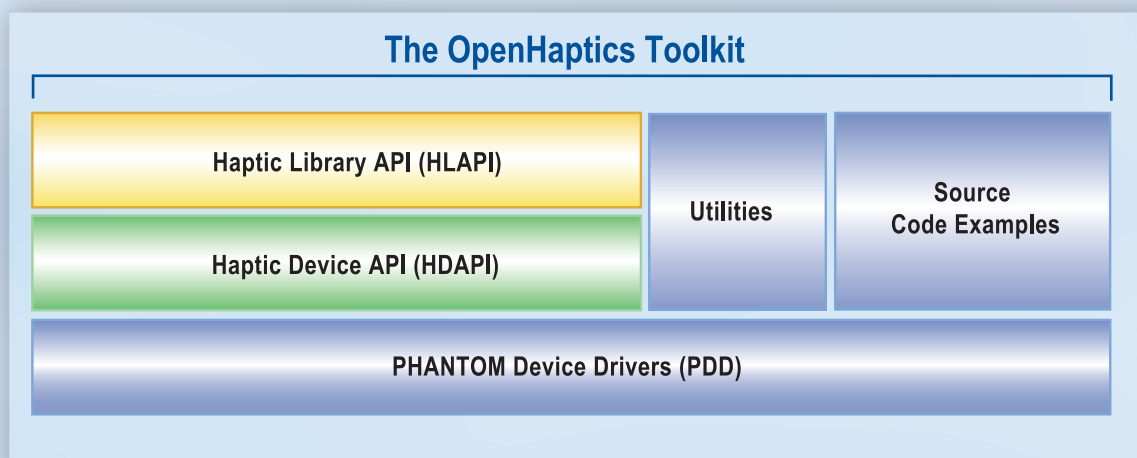 The OpenHaptics Toolkit
Haptic Library API (HLAPI)
Haptic Device API (HDAPI)
Utilities
Source
Code Examples
PHANTOM Device Drivers (PDD)